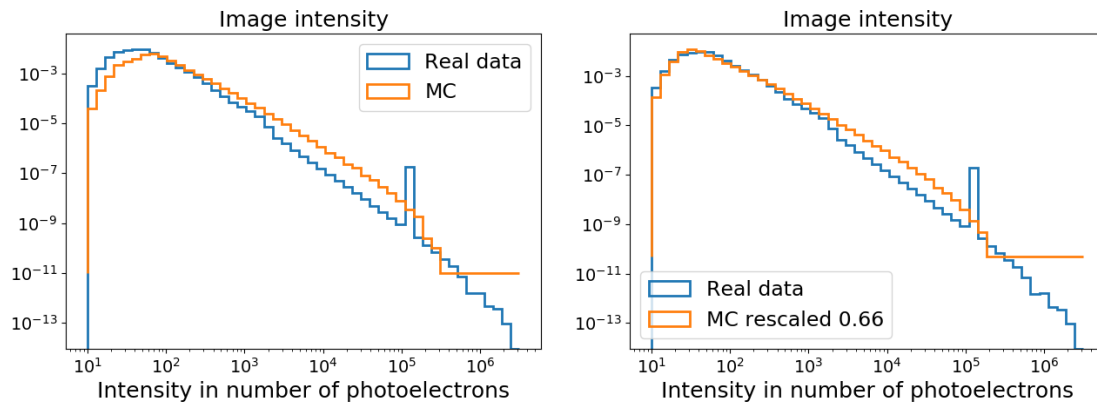 Image intensity
Real data
MC
10^-3
10^-5
10^-7
10^-9
10^-11
10^-13
10^1 10^2 10^3 10^4 10^5 10^6
Intensity in number of photoelectrons
Image intensity
10^-3
10^-5
10^-7
10^-9
10^-11
10^-13
Real data
MC rescaled 0.66
10^1 10^2 10^3 10^4 10^5 10^6
Intensity in number of photoelectrons